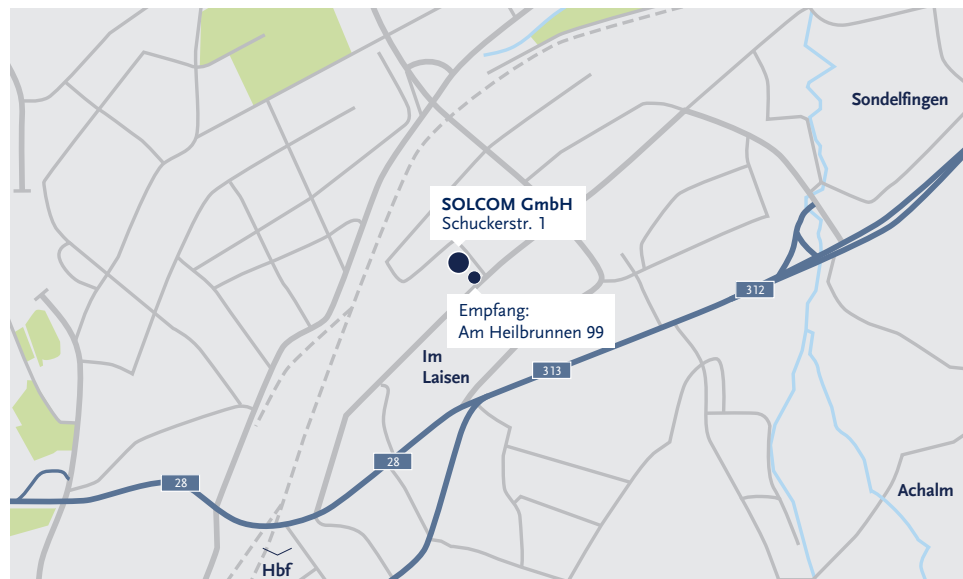 Sondelfingen
SOLCOM GmbH
Schuckerstr. 1
312
Empfang:
Am Heilbrunnen 99
Im
Laisen
313
28
28
Achalm
Hbf